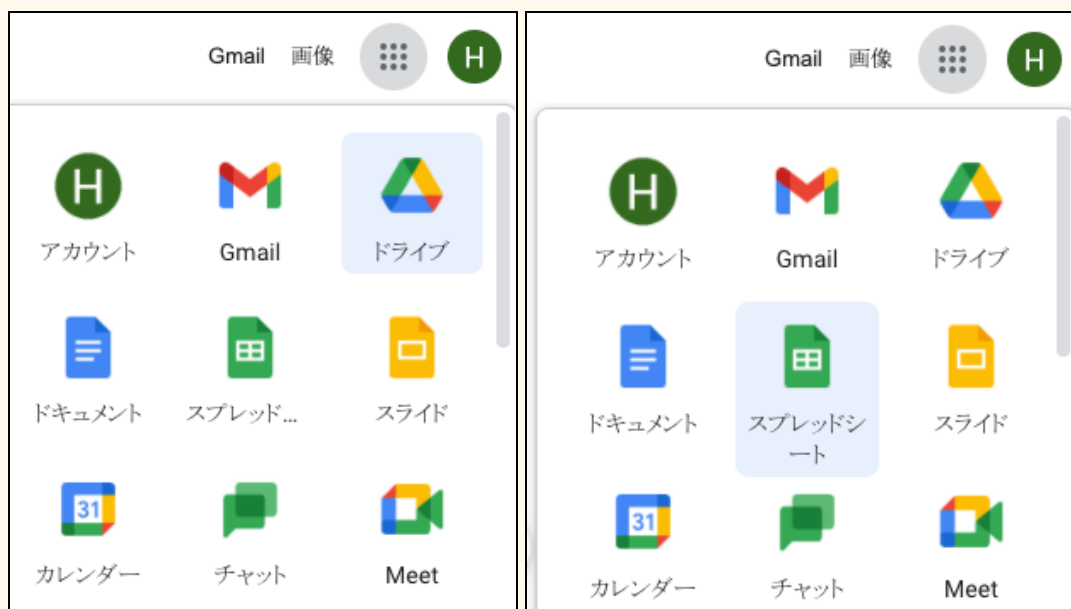 Gmail 画像 H
H
アカウント Gmail ドライブ
ドキュメント スプレッド... スライド
31
カレンダー チャット Meet
Gmail 画像 H
H
アカウント Gmail ドライブ
ドキュメント スプレッドシ スライド
ート
31
カレンダー チャット Meet